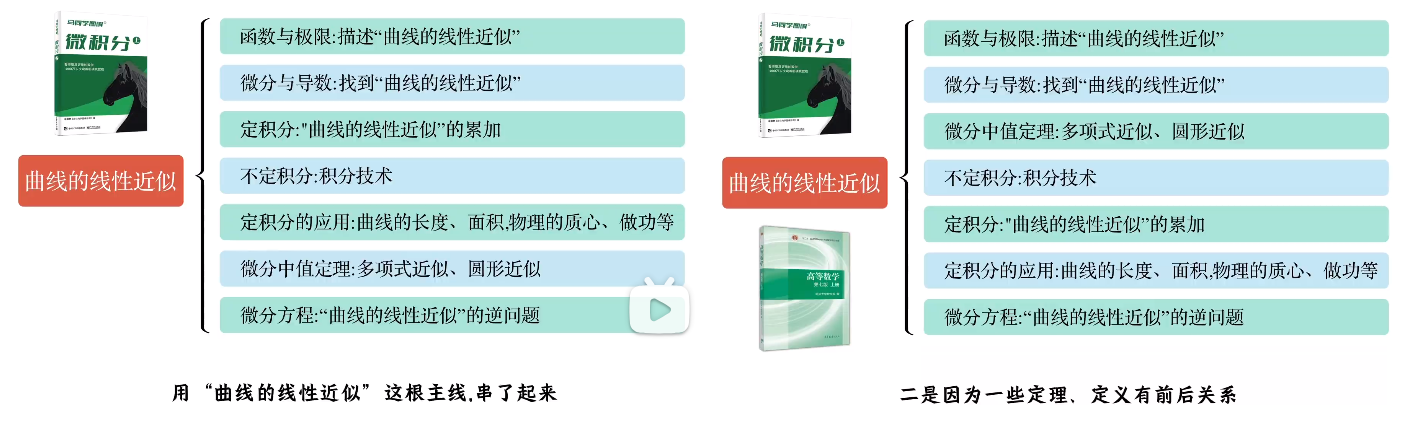 马同学图解
微积分 上
曲线的线性近似
函数与极限:描述“曲线的线性近似”
微分与导数:找到“曲线的线性近似”
定积分:"曲线的线性近似”的累加
不定积分:积分技术
定积分的应用:曲线的长度、面积,物理的质心、做功等
微分中值定理:多项式近似、圆形近似
微分方程:“曲线的线性近似”的逆问题
用“曲线的线性近似”这根主线,串了起来
马同学图解
微积分 上
曲线的线性近似
高等数学
第七版 上册
函数与极限:描述“曲线的线性近似”
微分与导数:找到“曲线的线性近似”
微分中值定理:多项式近似、圆形近似
不定积分:积分技术
定积分:"曲线的线性近似”的累加
定积分的应用:曲线的长度、面积,物理的质心、做功等
微分方程:“曲线的线性近似”的逆问题
二是因为一些定理、定义有前后关系